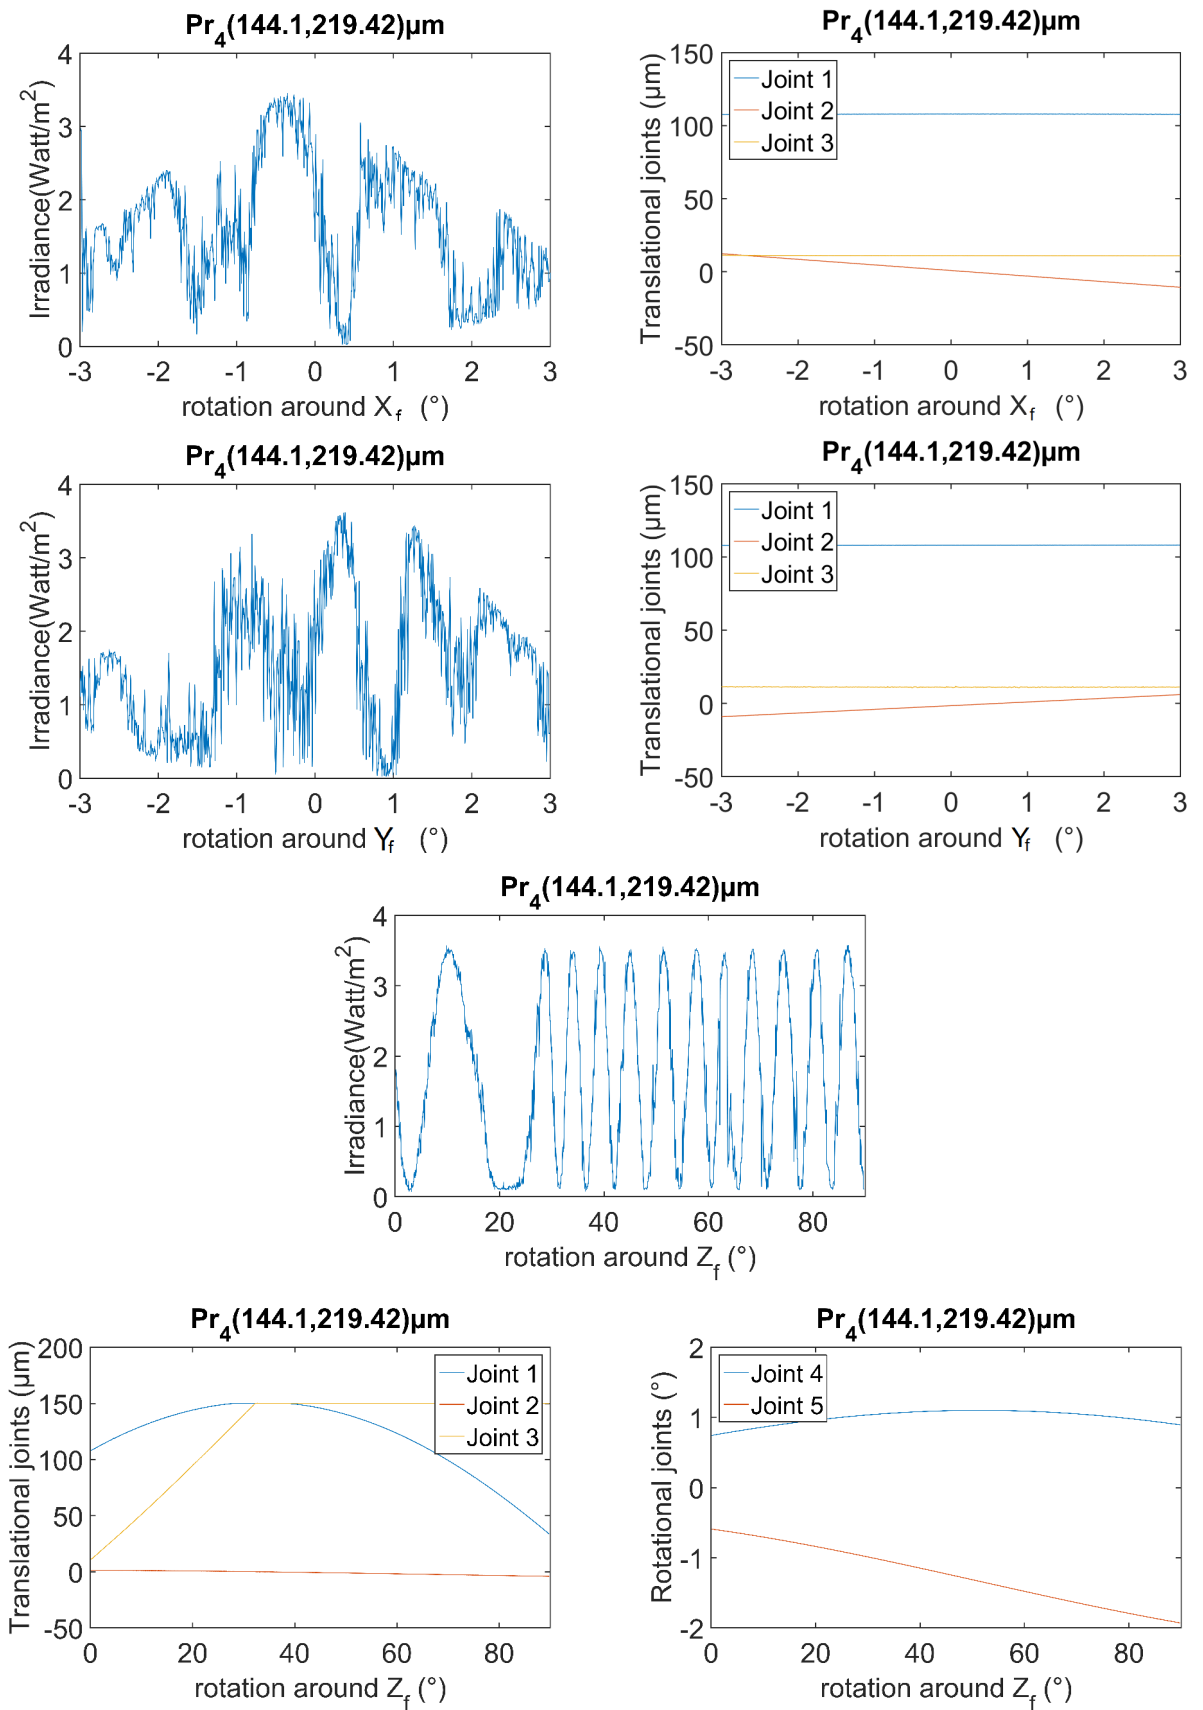 Pr4(144.1,219.42)µm
Irradiance(Watt/m2)
4
3
2
1
0
-3 -2 -1 0 1 2 3
rotation around Xf (°)
Pr4(144.1,219.42)µm
Translational joints (µm)
150
100
50
0
-50
Joint 1
Joint 2
Joint 3
-3 -2 -1 0 1 2 3
rotation around Xf (°)
Pr4(144.1,219.42)µm
Irradiance(Watt/m2)
4
3
2
1
0
-3 -2 -1 0 1 2 3
rotation around Yf (°)
Pr4(144.1,219.42)µm
Translational joints (µm)
150
100
50
0
-50
Joint 1
Joint 2
Joint 3
-3 -2 -1 0 1 2 3
rotation around Yf (°)
Pr4(144.1,219.42)µm
Irradiance(Watt/m2)
4
3
2
1
0
0 20 40 60 80
rotation around Zf (°)
Pr4(144.1,219.42)µm
Translational joints (µm)
200
150
100
50
0
-50
Joint 1
Joint 2
Joint 3
0 20 40 60 80
rotation around Zf (°)
Pr4(144.1,219.42)µm
Rotational joints (°)
2
1
0
-1
-2
Joint 4
Joint 5
0 20 40 60 80
rotation around Zf (°)